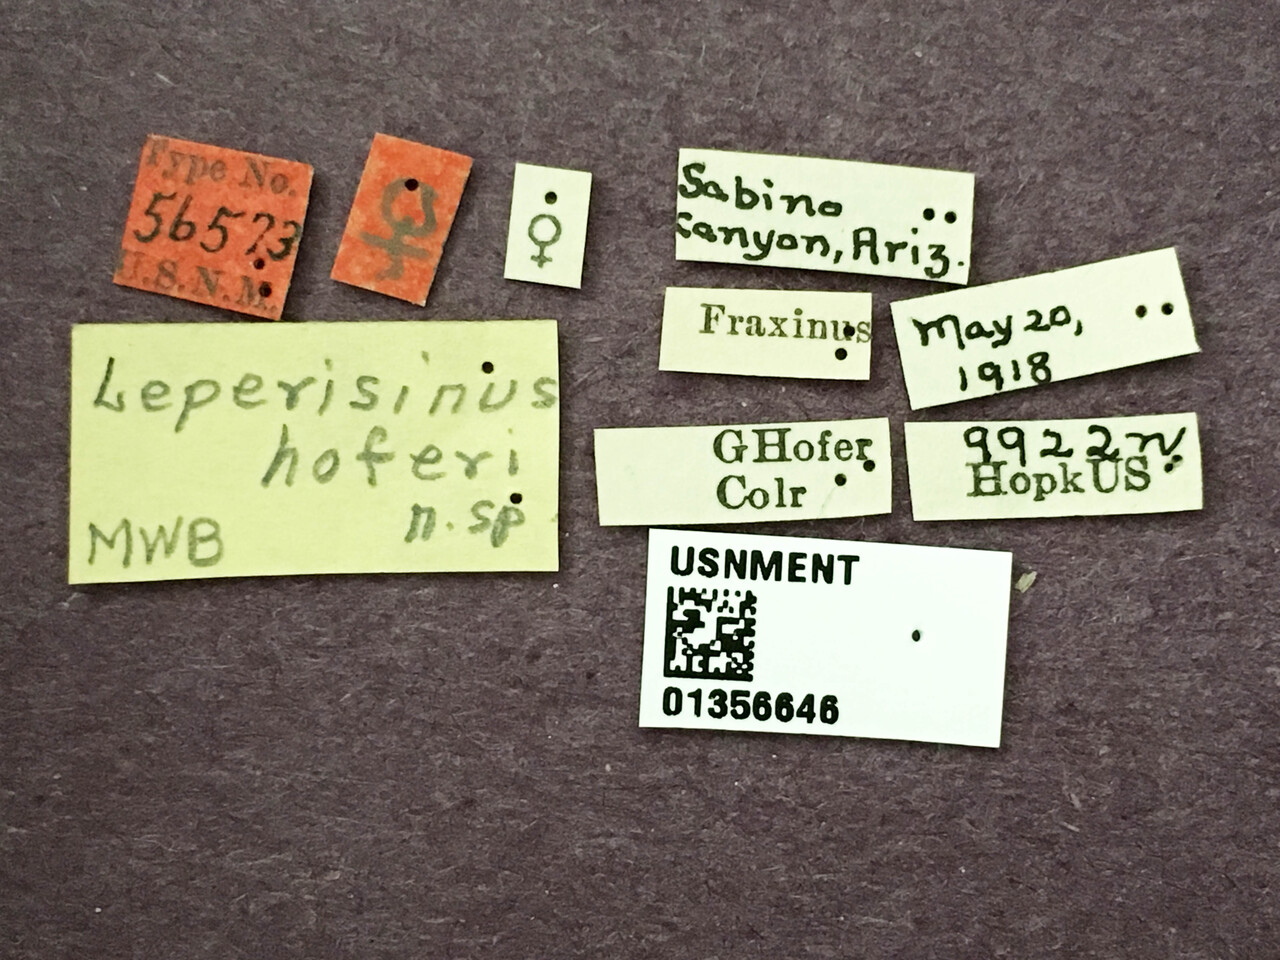 Type No.
56573
U.S.N.M.
♀
♀
Sabino
Canyon, Ariz.
Fraxinus
May 20,
1918
Leperisinus
hoferi
n. sp
MWB
GHofer
Colr
9922
HopkUS
USNMENT
01356646